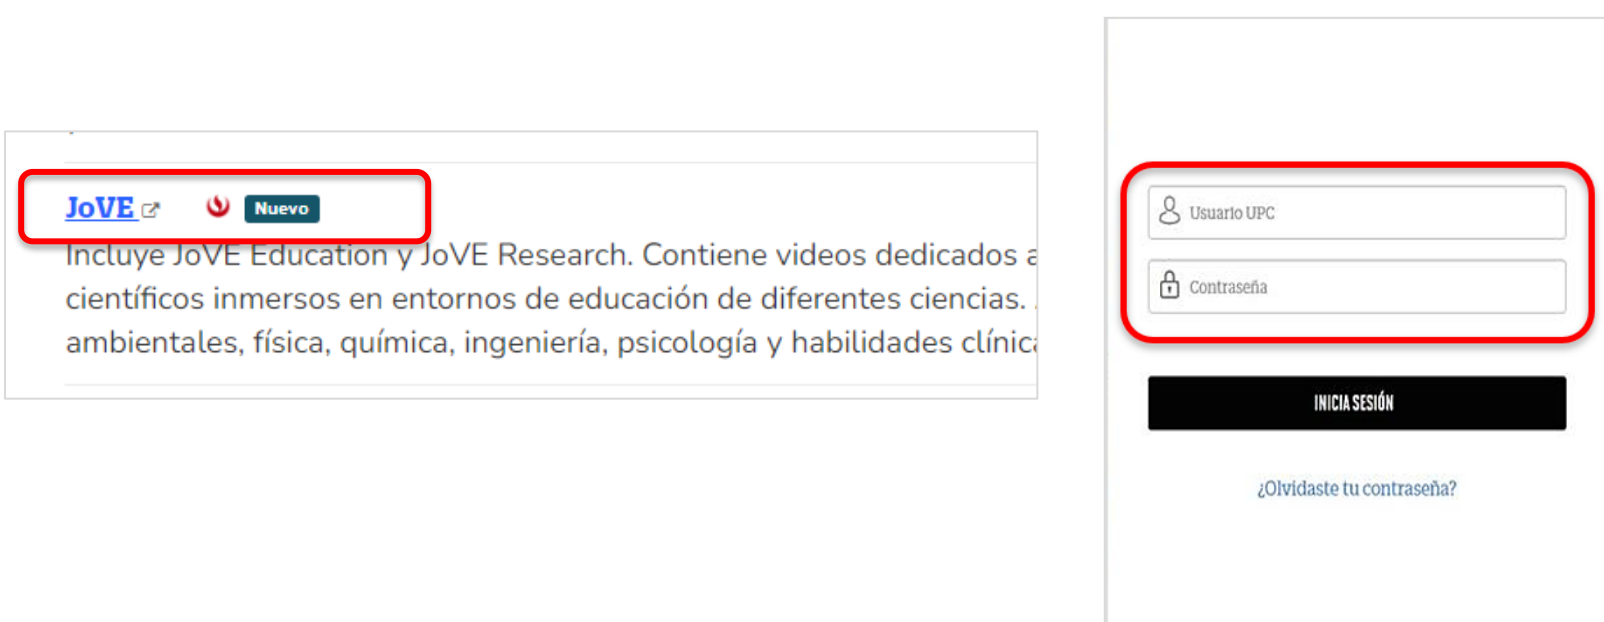 JoVE Nuevo
Incluye JoVE Education y JoVE Research. Contiene videos dedicados a
científicos inmersos en entornos de educación de diferentes ciencias.
ambientales, física, química, ingeniería, psicología y habilidades
Usuario UPC
Contraseña
INICIA SESIÓN
¿Olvidaste tu contraseña?